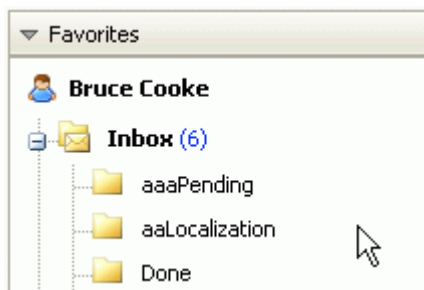 Favorites
Bruce Cooke
Inbox (6)
aaaPending
aaLocalization
Done